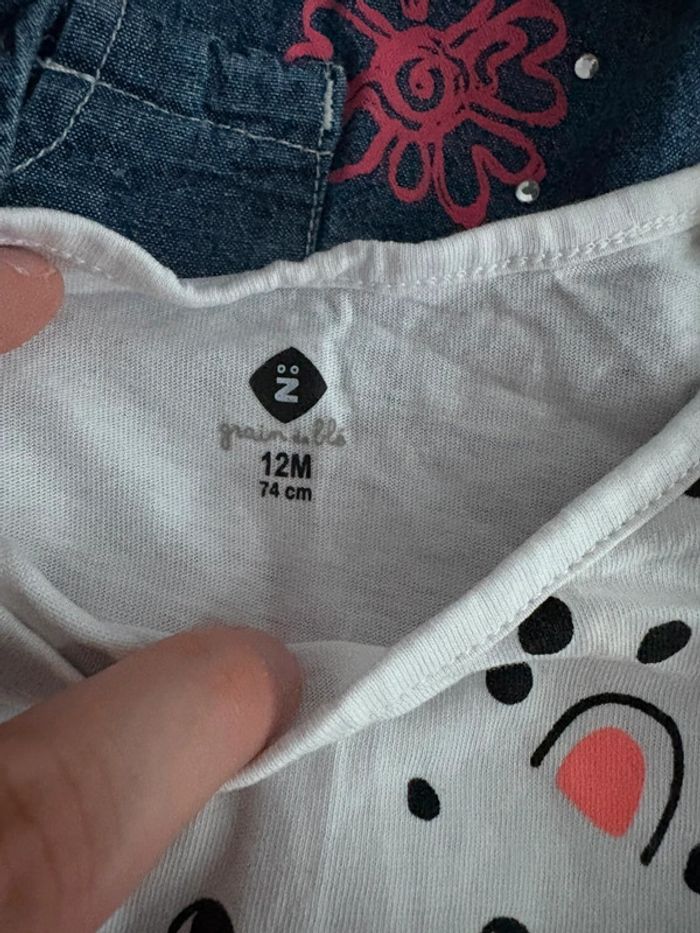 grain de blé
12M
74 cm